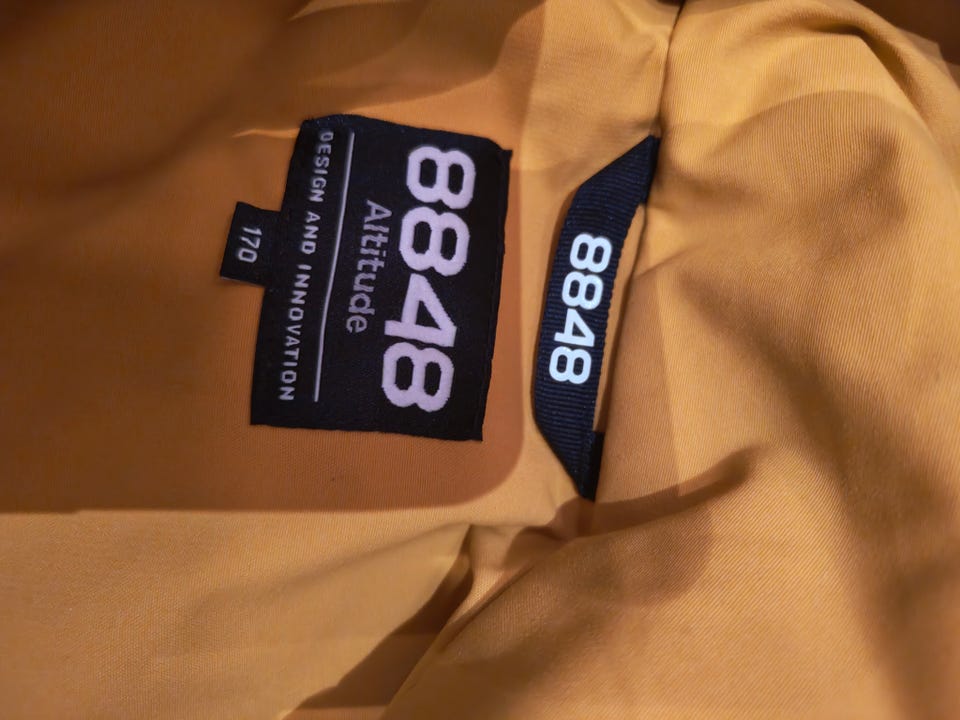 8848
8848
Altitude
DESIGN AND INNOVATION
170